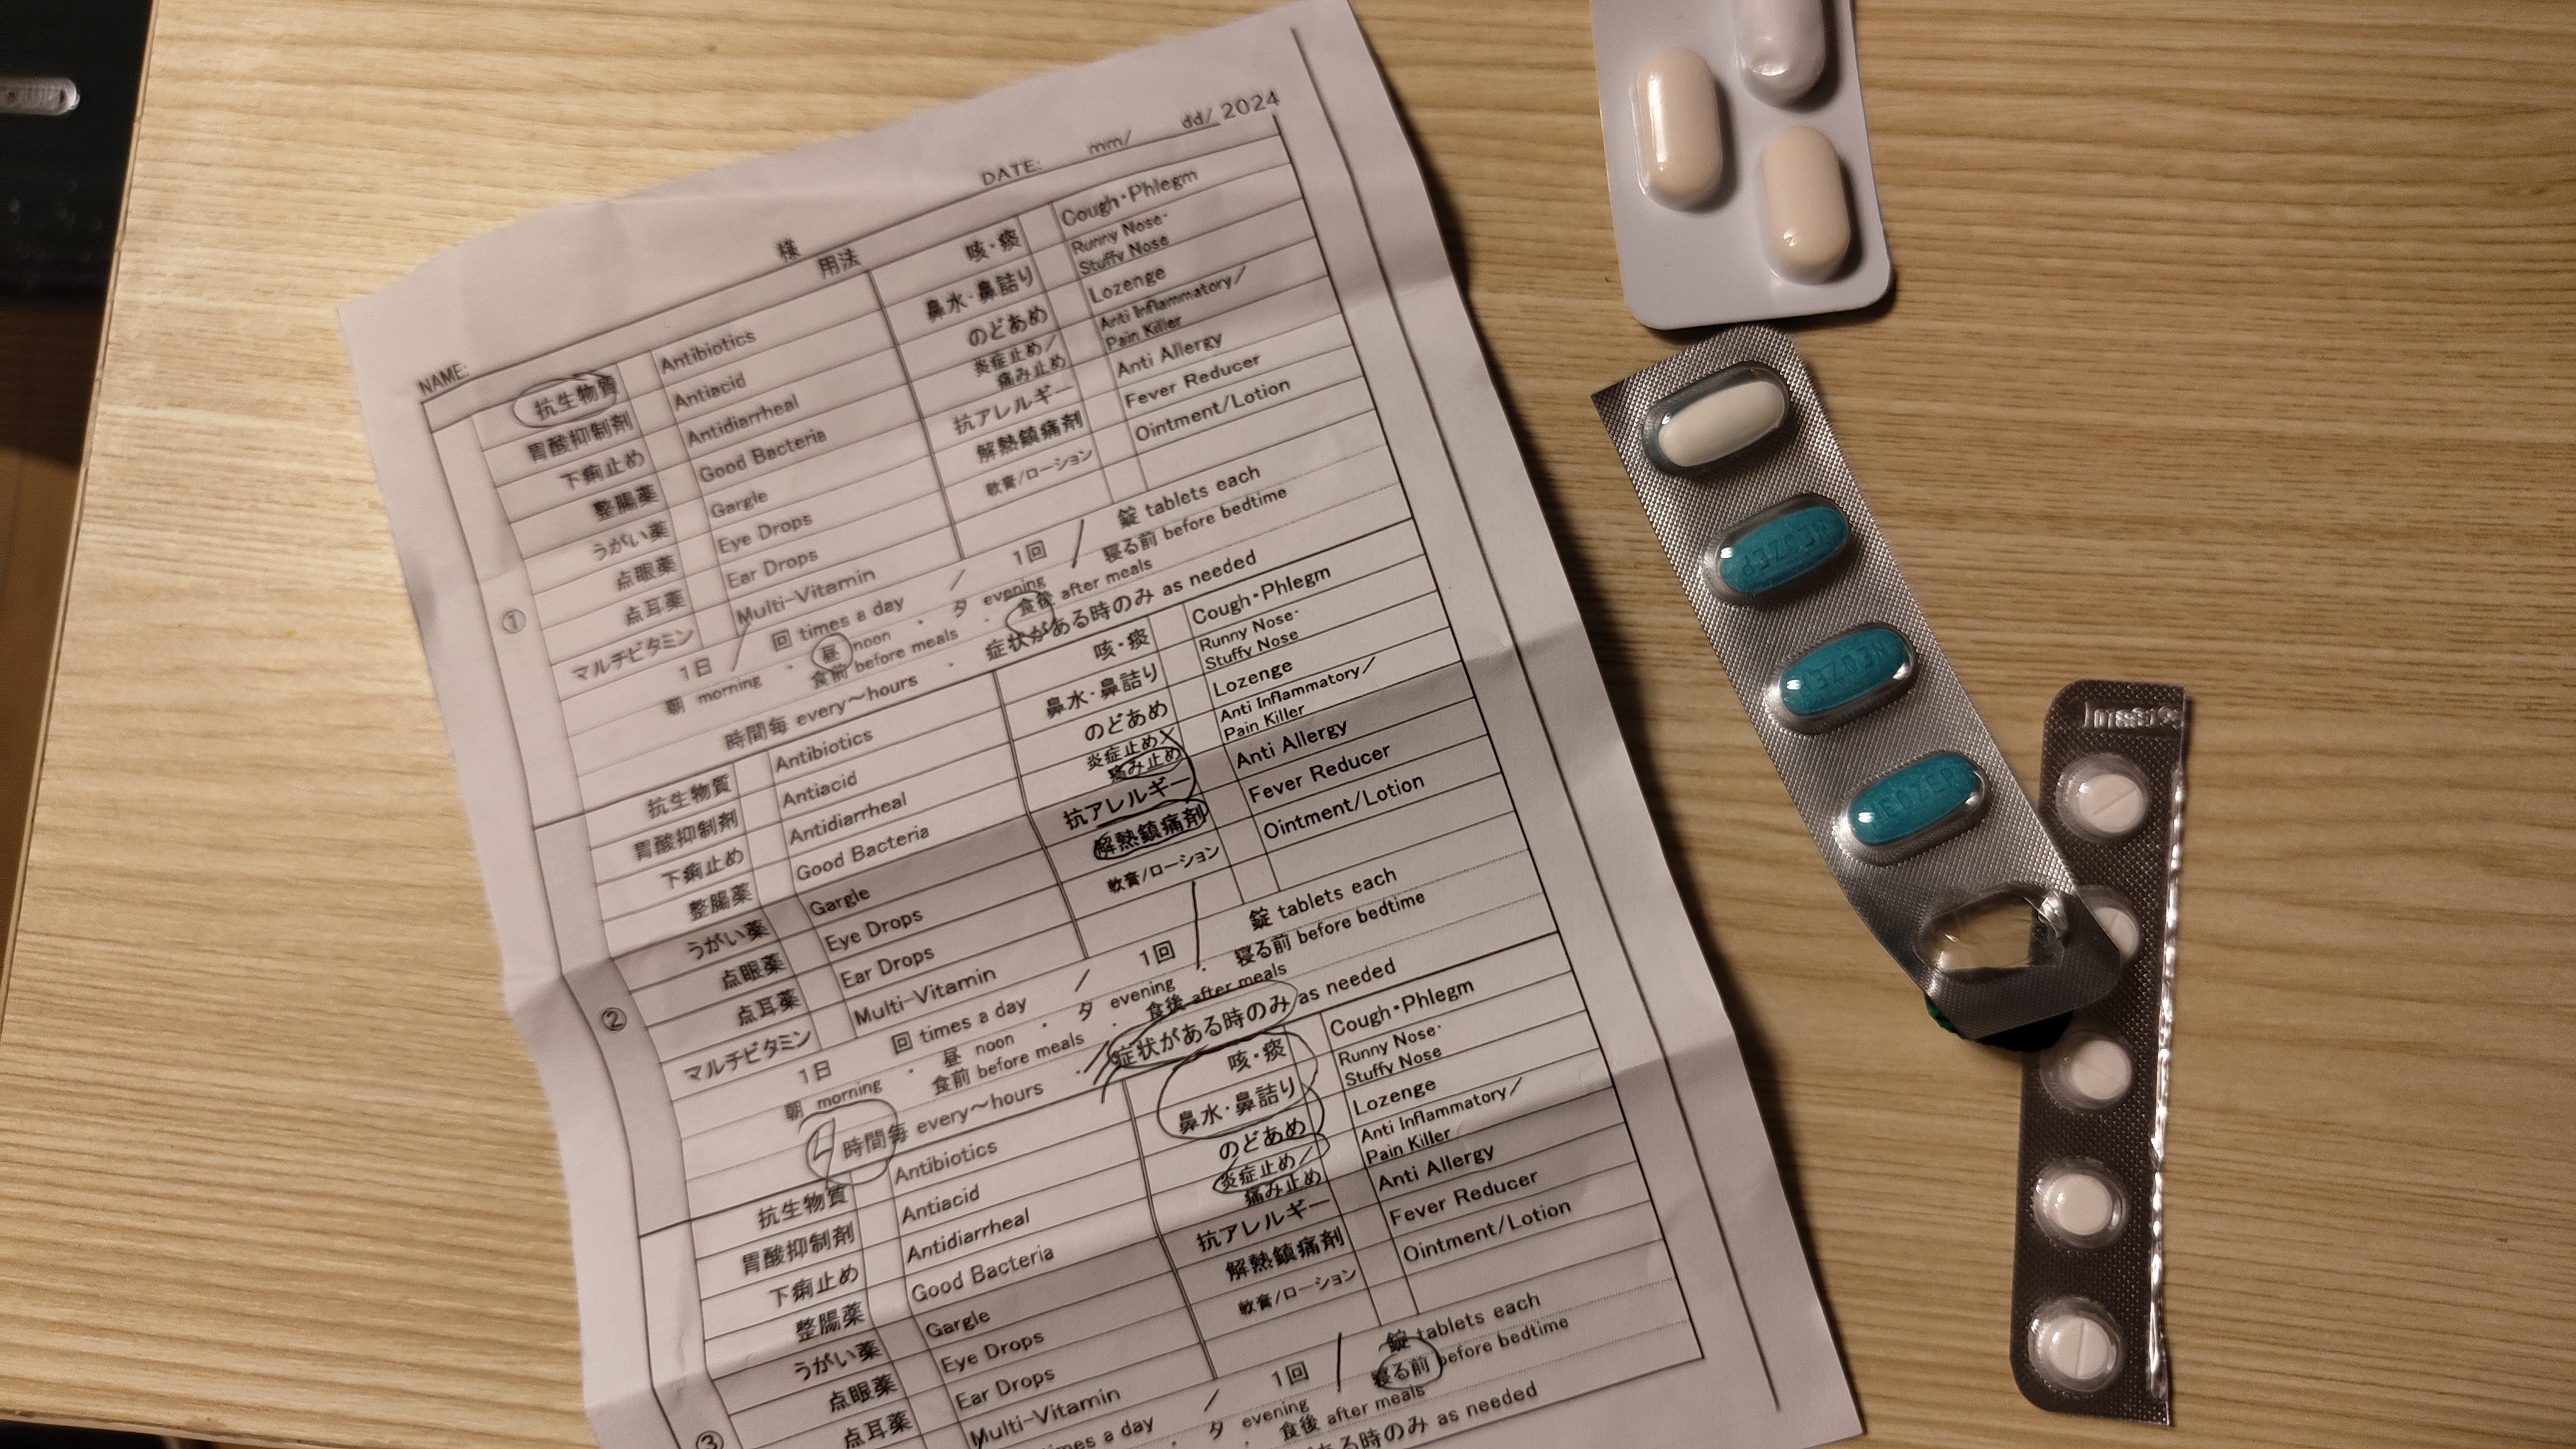 DATE: mm/ dd/ 2024
NAME: 様
用法
①
抗生物質 Antibiotics 咳・痰 Cough・Phlegm
胃酸抑制剤 Antiacid 鼻水・鼻詰り Runny Nose・Stuffy Nose
下痢止め Antidiarrheal のどあめ Lozenge
整腸薬 Good Bacteria 炎症止め/痛み止め Anti Inflammatory/Pain Killer
うがい薬 Gargle 抗アレルギー Anti Allergy
点眼薬 Eye Drops 解熱鎮痛剤 Fever Reducer
点耳薬 Ear Drops 軟膏/ローション Ointment/Lotion
マルチビタミン Multi-Vitamin
1日 / 回 times a day / 1回 / 錠 tablets each
朝 morning ・ 昼 noon ・ 夕 evening ・ 寝る前 before bedtime
食前 before meals ・ 食後 after meals
時間毎 every~hours ・ 症状がある時のみ as needed
②
抗生物質 Antibiotics 咳・痰 Cough・Phlegm
胃酸抑制剤 Antiacid 鼻水・鼻詰り Runny Nose・Stuffy Nose
下痢止め Antidiarrheal のどあめ Lozenge
整腸薬 Good Bacteria 炎症止め/痛み止め Anti Inflammatory/Pain Killer
うがい薬 Gargle 抗アレルギー Anti Allergy
点眼薬 Eye Drops 解熱鎮痛剤 Fever Reducer
点耳薬 Ear Drops 軟膏/ローション Ointment/Lotion
マルチビタミン Multi-Vitamin
1日 回 times a day / 1回 / 錠 tablets each
朝 morning ・ 昼 noon ・ 夕 evening ・ 寝る前 before bedtime
食前 before meals ・ 食後 after meals
時間毎 every~hours ・ 症状がある時のみ as needed
③
抗生物質 Antibiotics 咳・痰 Cough・Phlegm
胃酸抑制剤 Antiacid 鼻水・鼻詰り Runny Nose・Stuffy Nose
下痢止め Antidiarrheal のどあめ Lozenge
整腸薬 Good Bacteria 炎症止め/痛み止め Anti Inflammatory/Pain Killer
うがい薬 Gargle 抗アレルギー Anti Allergy
点眼薬 Eye Drops 解熱鎮痛剤 Fever Reducer
点耳薬 Ear Drops 軟膏/ローション Ointment/Lotion
Multi-Vitamin
times a day / 1回 / 錠 tablets each
夕 evening 寝る前 before bedtime
食後 after meals
ある時のみ as needed
NEOZEP
NEOZEP
NEOZEP